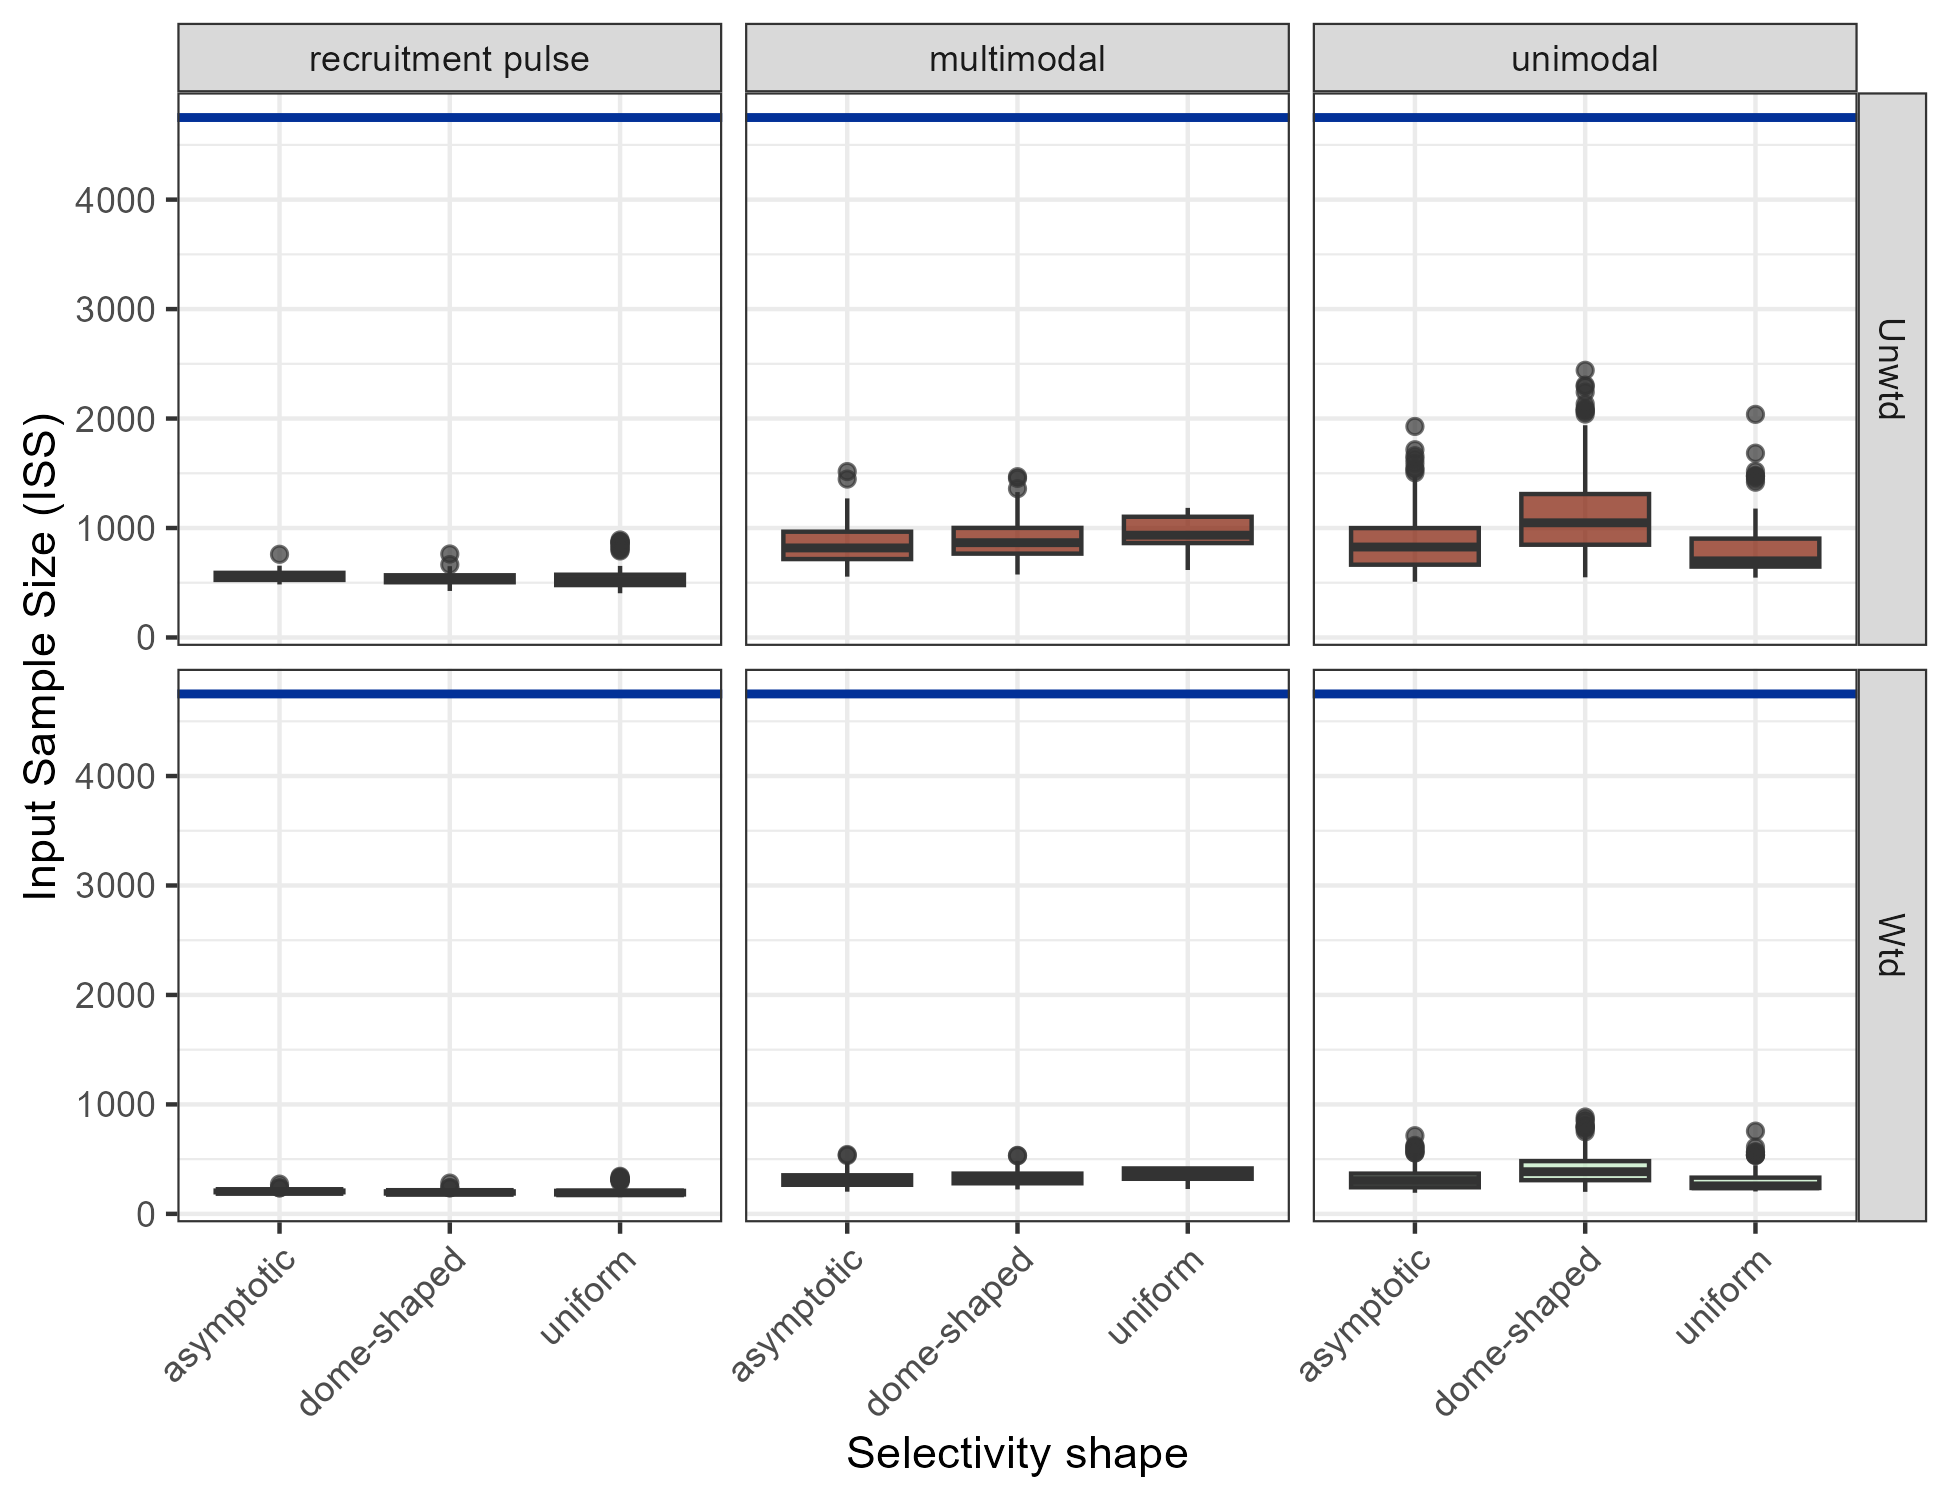 recruitment pulse
multimodal
unimodal
Input Sample Size (ISS)
4000
3000
2000
1000
0
Unwtd
4000
3000
2000
1000
0
Wtd
asymptotic
dome-shaped
uniform
asymptotic
dome-shaped
uniform
asymptotic
dome-shaped
uniform
Selectivity shape